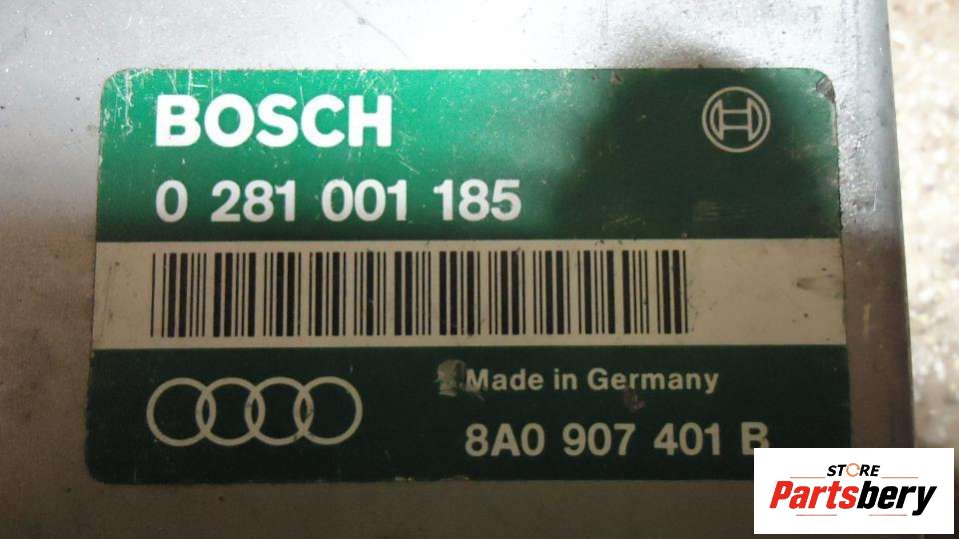 BOSCH
0 281 001 185
Made in Germany
8A0 907 401 B
STORE
Partsbery